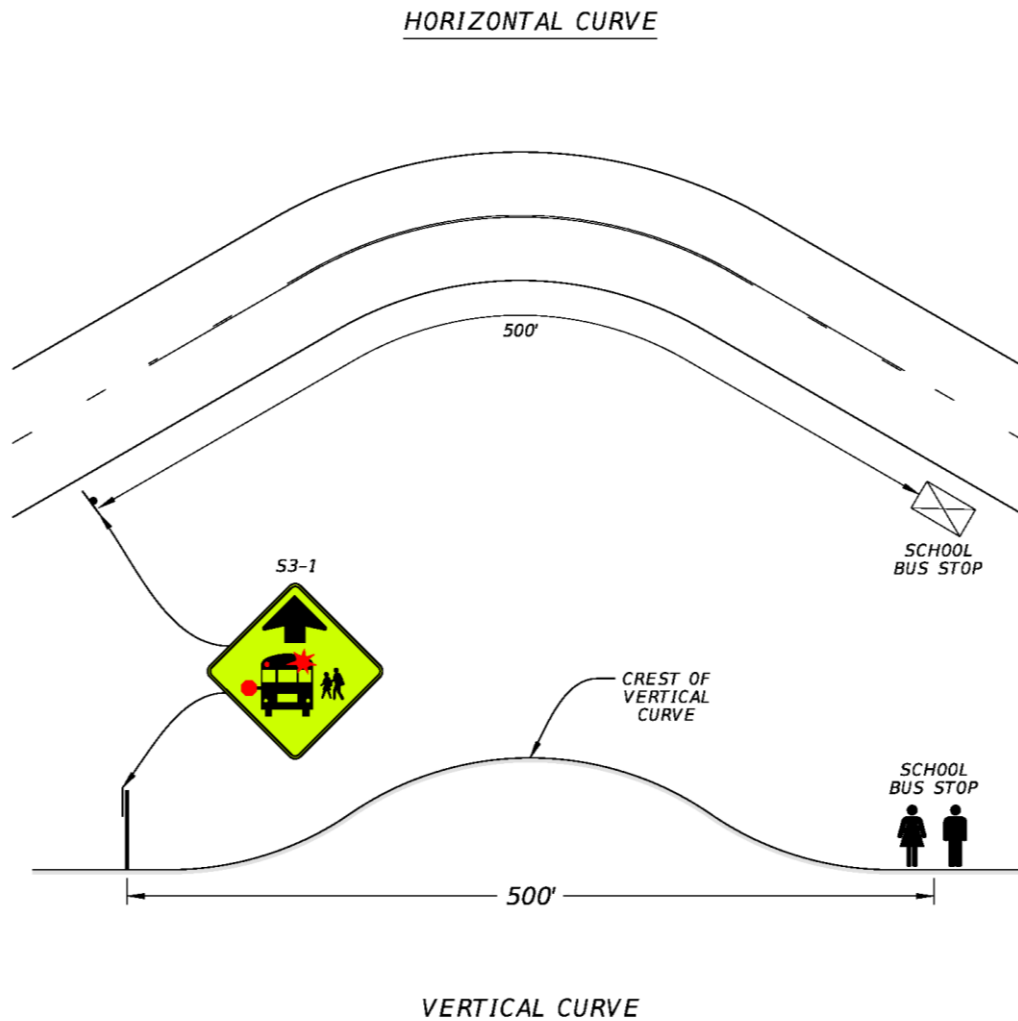 HORIZONTAL CURVE
500'
SCHOOL
BUS STOP
S3-1
CREST OF
VERTICAL
CURVE
SCHOOL
BUS STOP
500'
VERTICAL CURVE